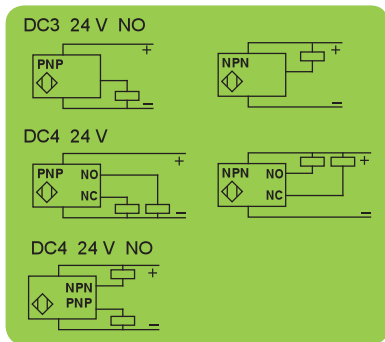 DC3 24 V NO
PNP
+
−
NPN
+
−
DC4 24 V
PNP
NO
NC
+
−
NPN
NO
NC
+
−
DC4 24 V NO
NPN
PNP
+
−